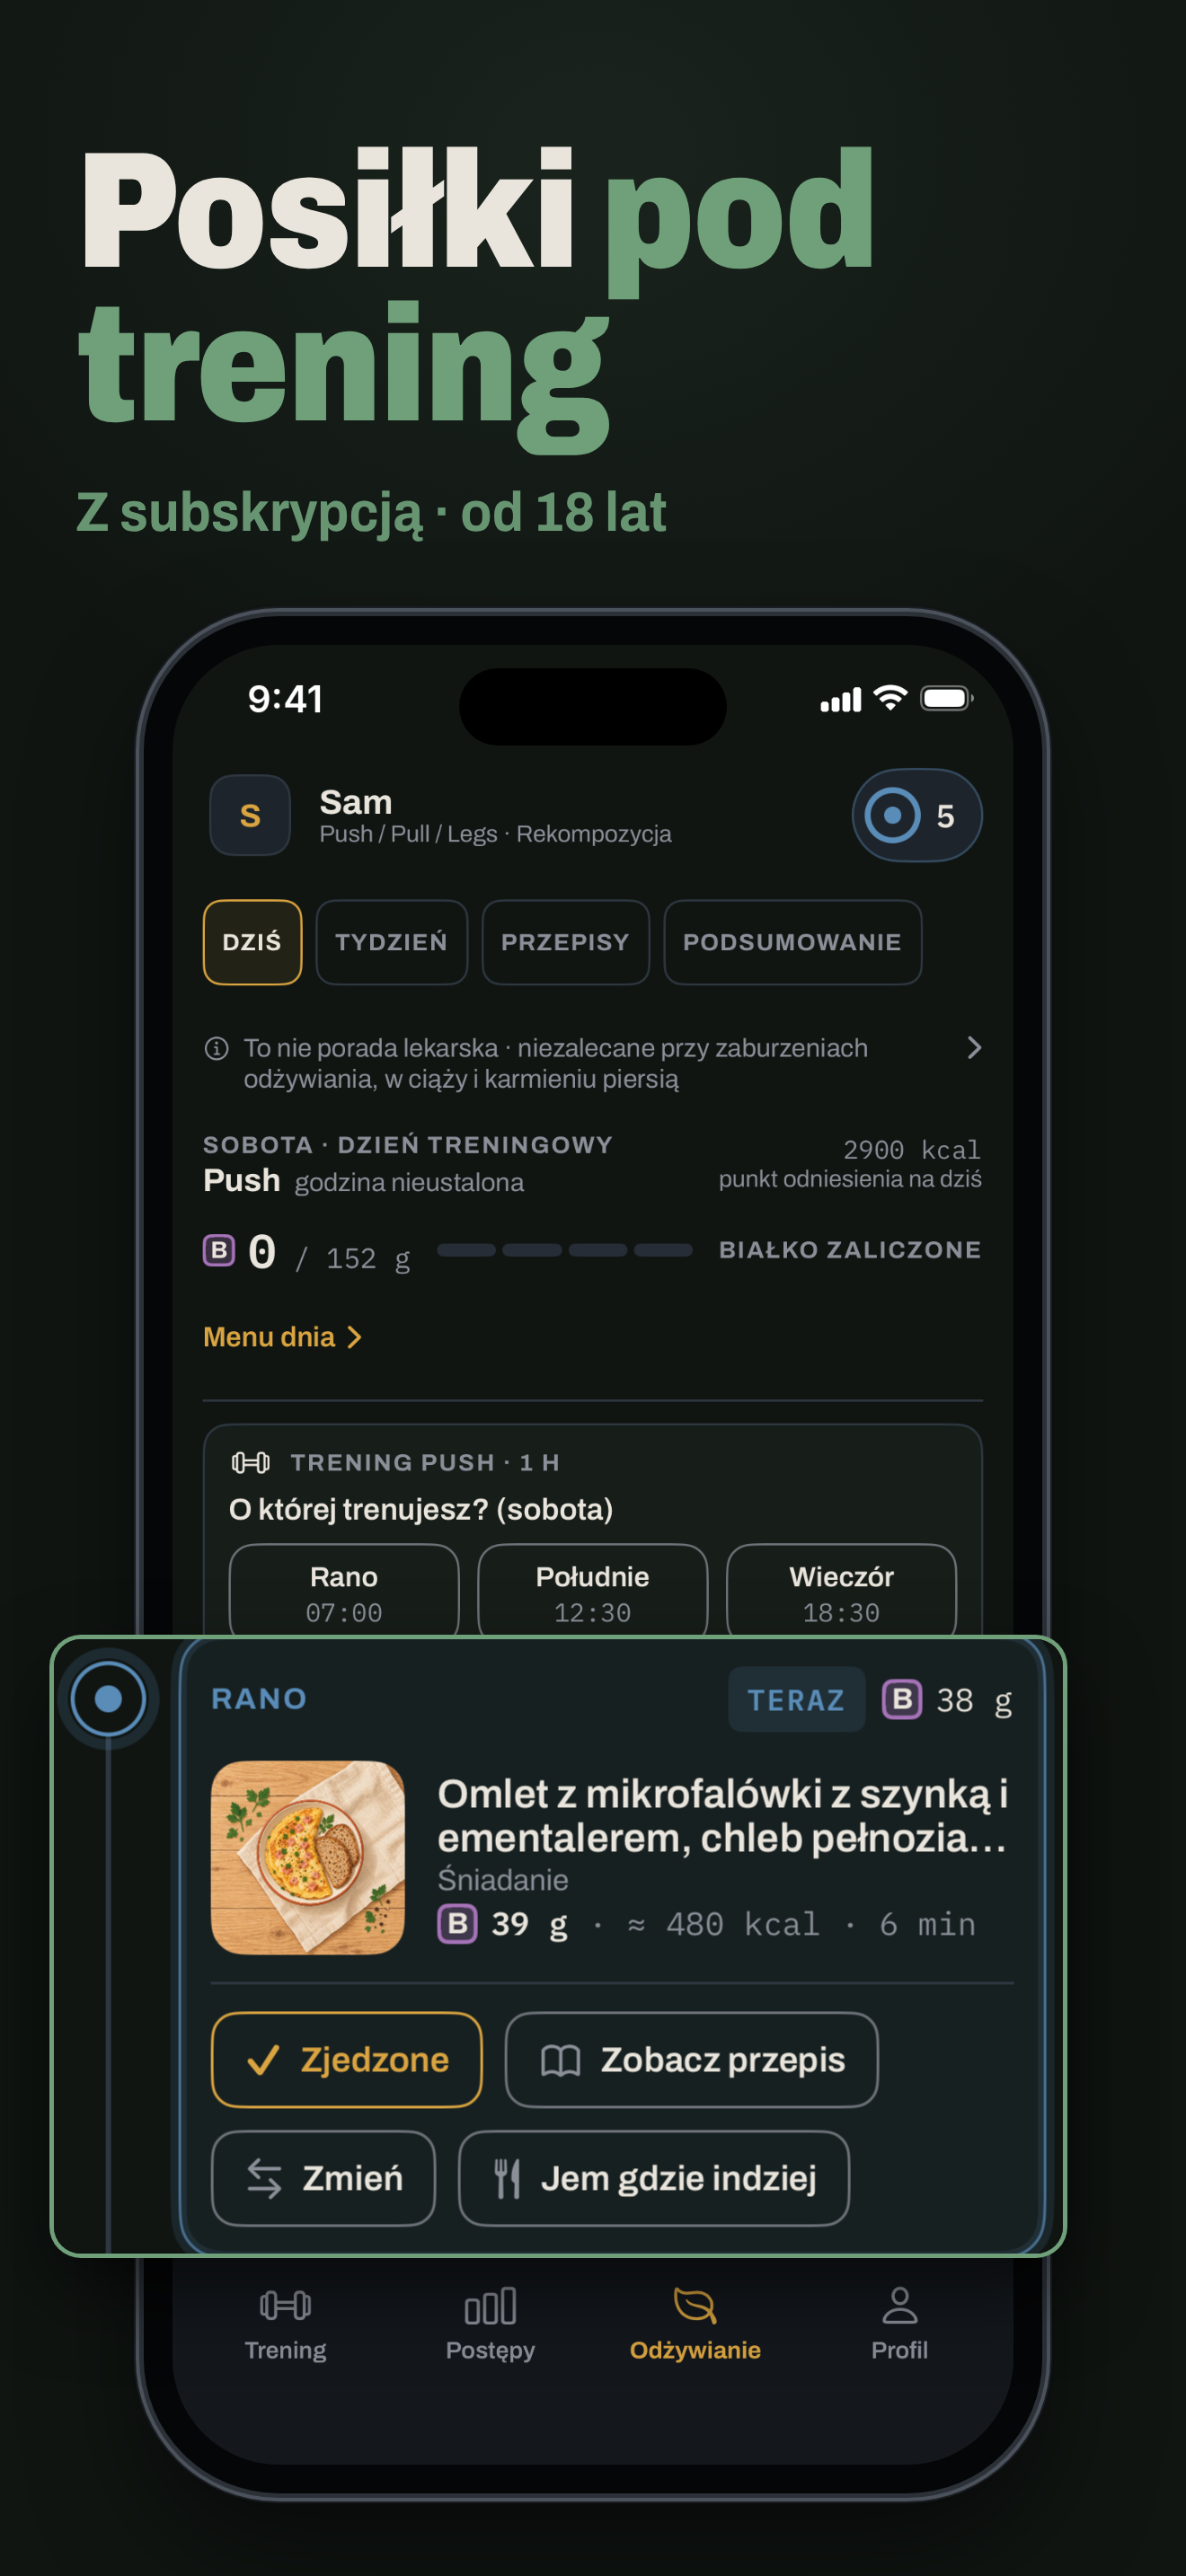 Posiłki pod
trening
Z subskrypcją · od 18 lat
9:41
S
Sam
Push / Pull / Legs · Rekompozycja
5
DZIŚ
TYDZIEŃ
PRZEPISY
PODSUMOWANIE
To nie porada lekarska · niezalecane przy zaburzeniach
odżywiania, w ciąży i karmieniu piersią
SOBOTA · DZIEŃ TRENINGOWY
2900 kcal
Push godzina nieustalona
punkt odniesienia na dziś
B 0 / 152 g
BIAŁKO ZALICZONE
Menu dnia
TRENING PUSH · 1 H
O której trenujesz? (sobota)
Rano
07:00
Południe
12:30
Wieczór
18:30
RANO
TERAZ
B 38 g
Omlet z mikrofalówki z szynką i
ementalerem, chleb pełnozia...
Śniadanie
B 39 g · ≈ 480 kcal · 6 min
Zjedzone
Zobacz przepis
Zmień
Jem gdzie indziej
Trening
Postępy
Odżywianie
Profil